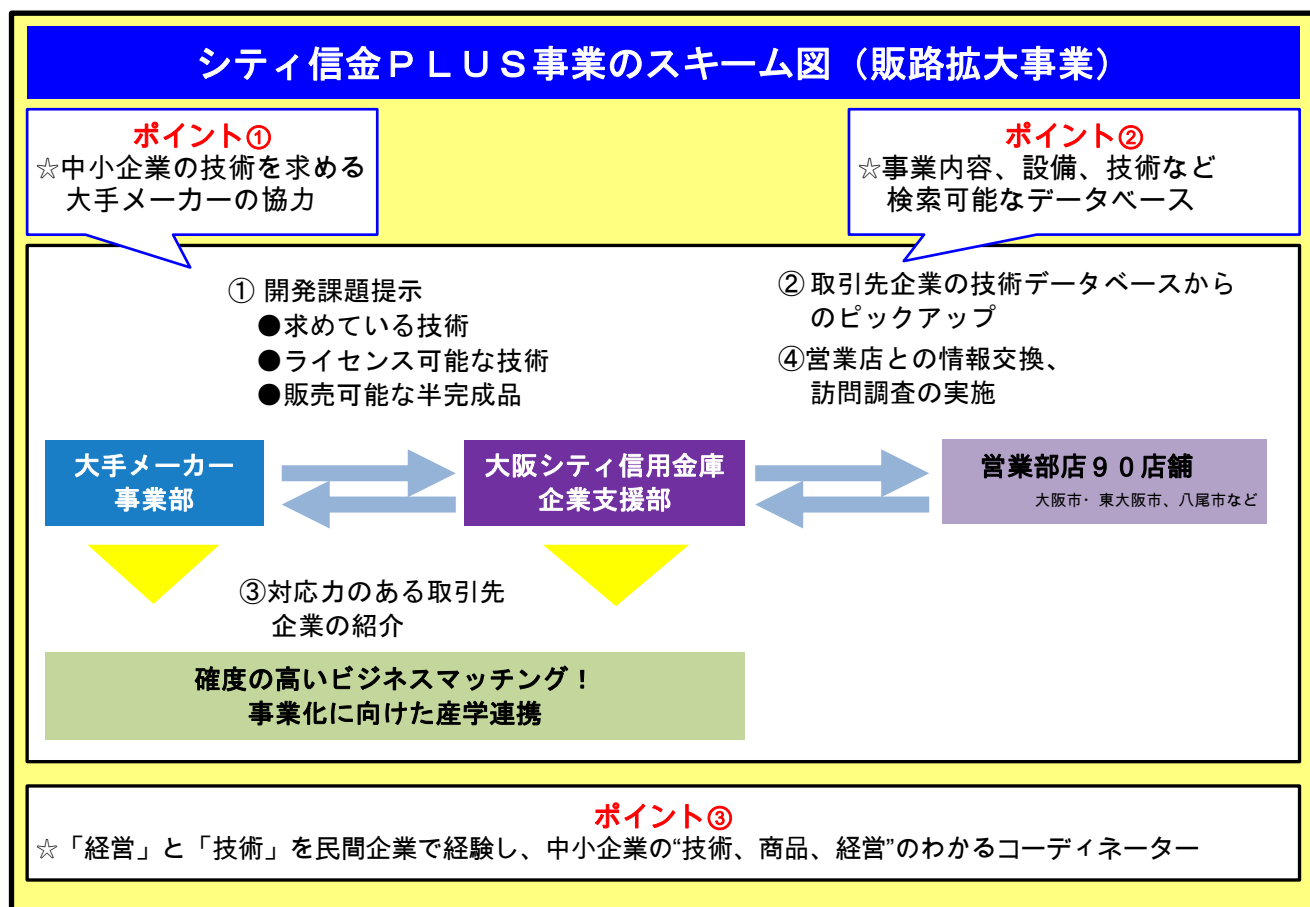 シティ信金ＰＬＵＳ事業のスキーム図（販路拡大事業）
ポイント①
☆中小企業の技術を求める
大手メーカーの協力
ポイント②
☆事業内容、設備、技術など
検索可能なデータベース
① 開発課題提示
●求めている技術
●ライセンス可能な技術
●販売可能な半完成品
② 取引先企業の技術データベースから
のピックアップ
④営業店との情報交換、
訪問調査の実施
大手メーカー
事業部
大阪シティ信用金庫
企業支援部
営業部店９０店舗
大阪市・東大阪市、八尾市など
③対応力のある取引先
企業の紹介
確度の高いビジネスマッチング！
事業化に向けた産学連携
ポイント③
☆「経営」と「技術」を民間企業で経験し、中小企業の“技術、商品、経営”のわかるコーディネーター